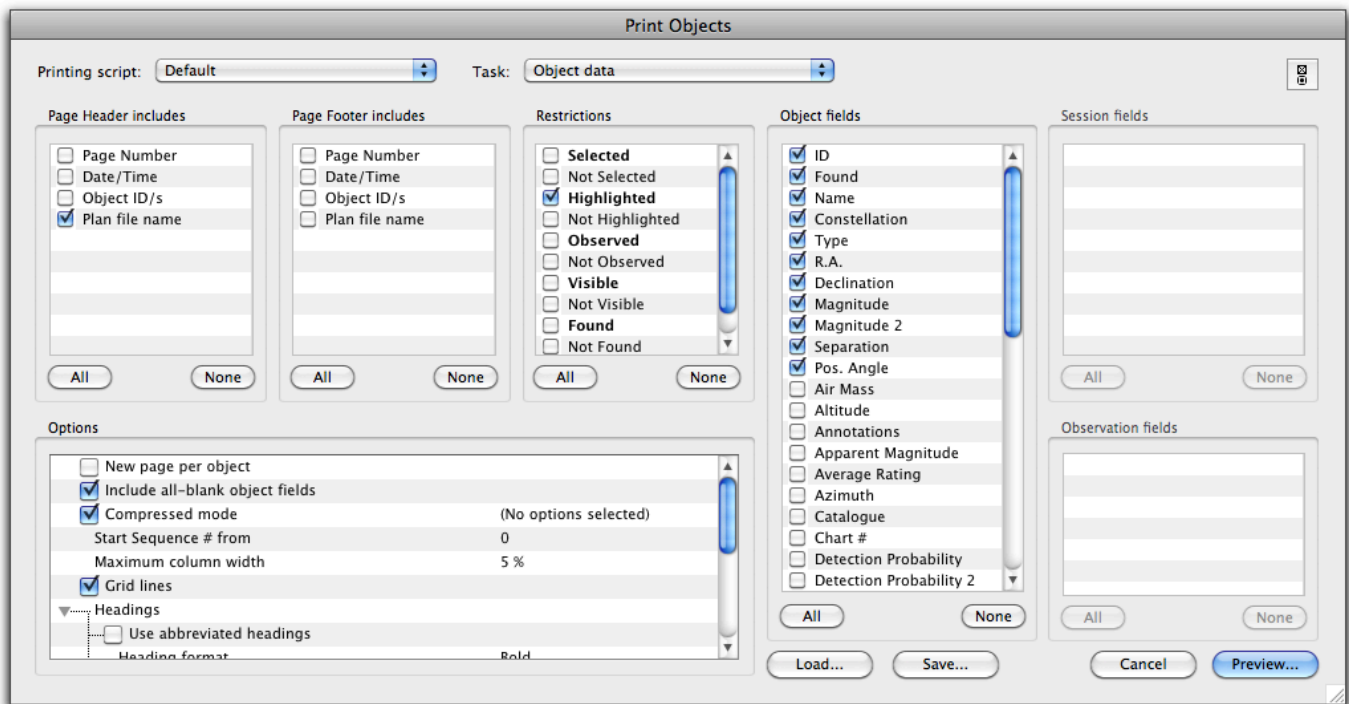 Print Objects
Printing script: Default Task: Object data
Page Header includes
Page Number
Date/Time
Object ID/s
Plan file name
All None
Page Footer includes
Page Number
Date/Time
Object ID/s
Plan file name
All None
Restrictions
Selected
Not Selected
Highlighted
Not Highlighted
Observed
Not Observed
Visible
Not Visible
Found
Not Found
All None
Object fields
ID
Found
Name
Constellation
Type
R.A.
Declination
Magnitude
Magnitude 2
Separation
Pos. Angle
Air Mass
Altitude
Annotations
Apparent Magnitude
Average Rating
Azimuth
Catalogue
Chart #
Detection Probability
Detection Probability 2
All None
Session fields
All None
Options
New page per object
Include all-blank object fields
Compressed mode (No options selected)
Start Sequence # from 0
Maximum column width 5 %
Grid lines
Headings
Use abbreviated headings
Heading format Bold
Observation fields
All None
Load... Save... Cancel Preview...